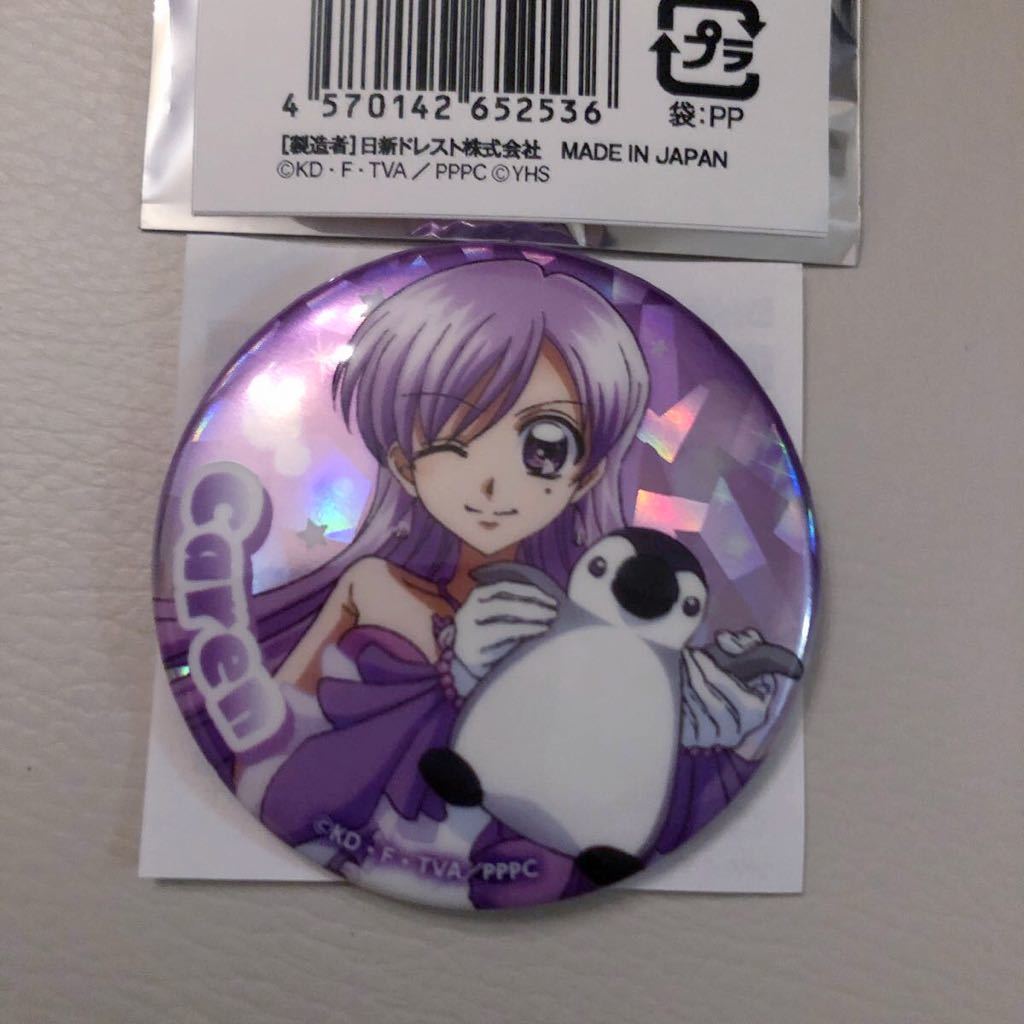 4 570142 652536
プラ
袋:PP
[製造者]日新ドレスト株式会社 MADE IN JAPAN
©KD・F・TVA／PPPC ©YHS
Caren
©KD・F・TVA／PPPC